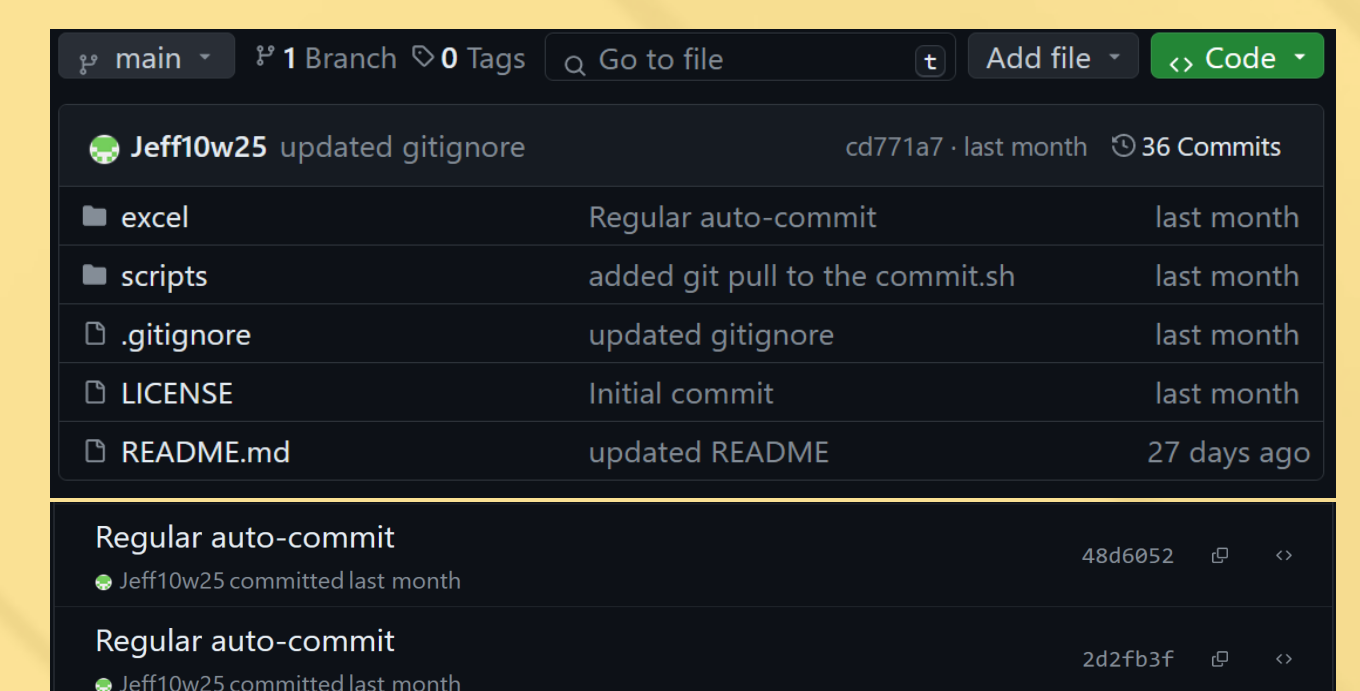 main 1 Branch 0 Tags Go to file t Add file <> Code
Jeff10w25 updated gitignore cd771a7 · last month 36 Commits
excel Regular auto-commit last month
scripts added git pull to the commit.sh last month
.gitignore updated gitignore last month
LICENSE Initial commit last month
README.md updated README 27 days ago
Regular auto-commit
48d6052
Jeff10w25 committed last month
Regular auto-commit
2d2fb3f
Jeff10w25 committed last month